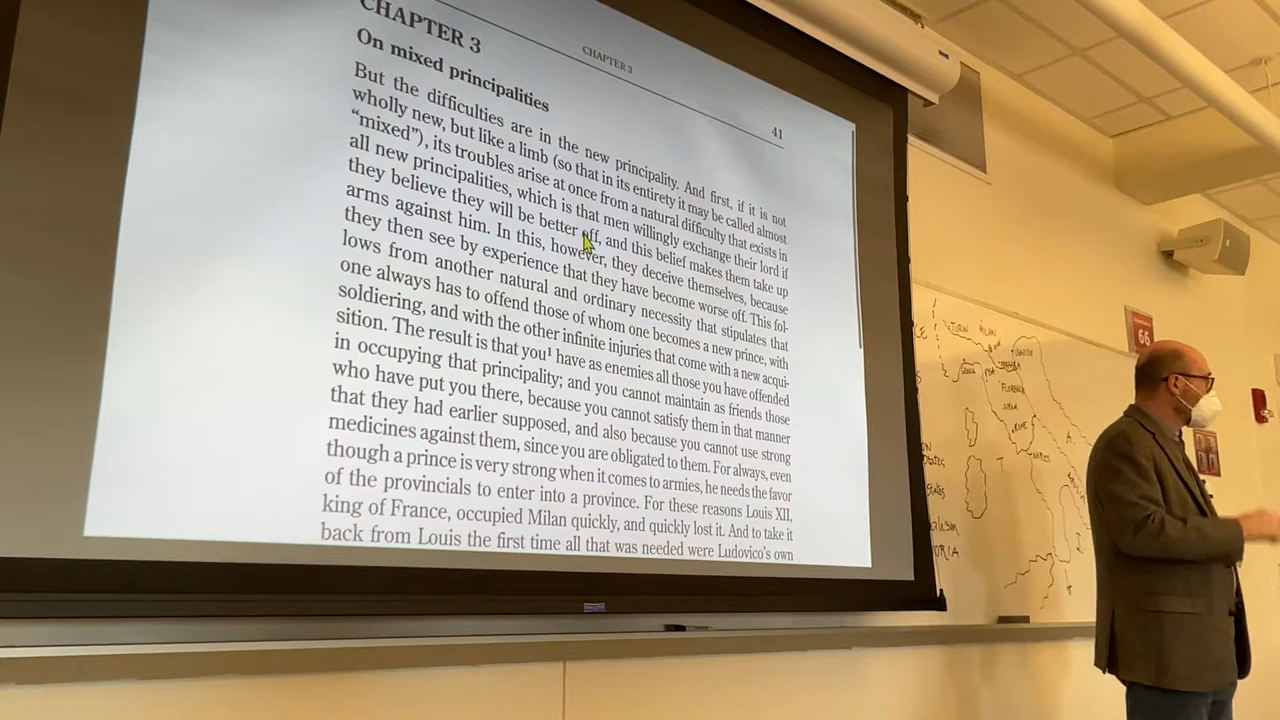 CHAPTER 3
41
CHAPTER 3
On mixed principalities
But the difficulties are in the new principality. And first, if it is not
wholly new, but like a limb (so that in its entirety it may be called almost
“mixed”), its troubles arise at once from a natural difficulty that exists in
all new principalities, which is that men willingly exchange their lord if
they believe they will be better off, and this belief makes them take up
arms against him. In this, however, they deceive themselves, because
they then see by experience that they have become worse off. This fol-
lows from another natural and ordinary necessity that stipulates that
one always has to offend those of whom one becomes a new prince, with
soldiering, and with the other infinite injuries that come with a new acqui-
sition. The result is that you¹ have as enemies all those you have offended
in occupying that principality; and you cannot maintain as friends those
who have put you there, because you cannot satisfy them in that manner
that they had earlier supposed, and also because you cannot use strong
medicines against them, since you are obligated to them. For always, even
though a prince is very strong when it comes to armies, he needs the favor
of the provincials to enter into a province. For these reasons Louis XII,
king of France, occupied Milan quickly, and quickly lost it. And to take it
back from Louis the first time all that was needed were Ludovico's own
TURIN MILAN
PISA
FLORENCE
SIENA
ROME
NAPLES
66